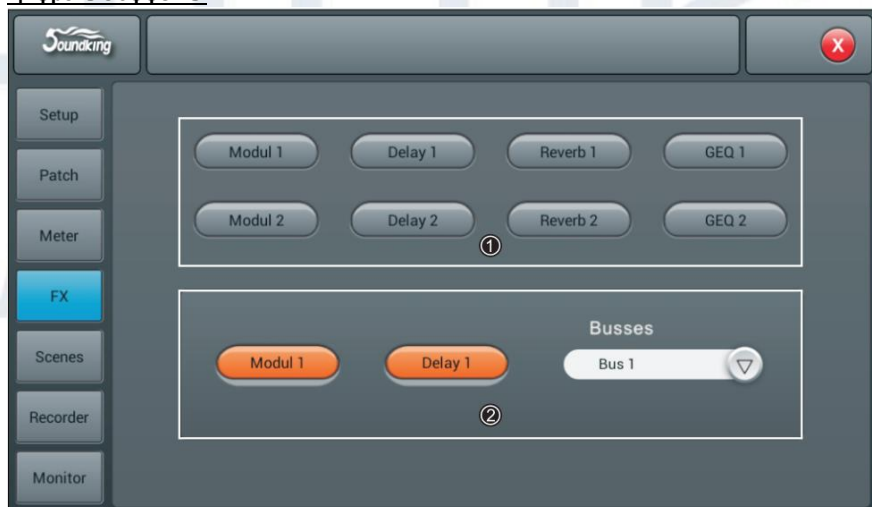 Soundking
X
Setup
Patch
Meter
FX
Scenes
Recorder
Monitor
Modul 1 Delay 1 Reverb 1 GEQ 1
Modul 2 Delay 2 Reverb 2 GEQ 2
①
Busses
Modul 1 Delay 1 Bus 1
②